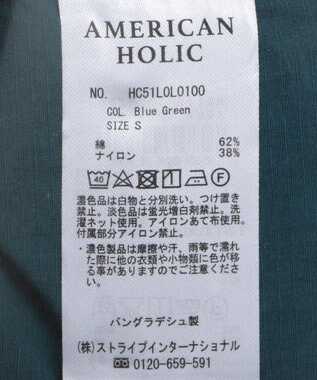 AMERICAN
HOLIC
NO. HC51L0L0100
COL. Blue Green
SIZE S
綿 62%
ナイロン 38%
40 F
濃色品は白物と分別洗い。つけ置き
禁止。淡色品は蛍光増白剤禁止。洗
濯ネット使用。アイロンあて布使用。
付属部分アイロン禁止。
・濃色製品は摩擦や汗、雨等で濡れ
た際に他の衣類や小物類に色が移
る事がありますのでご注意くださ
い。
バングラデシュ製
(株)ストライプインターナショナル
0120-659-591